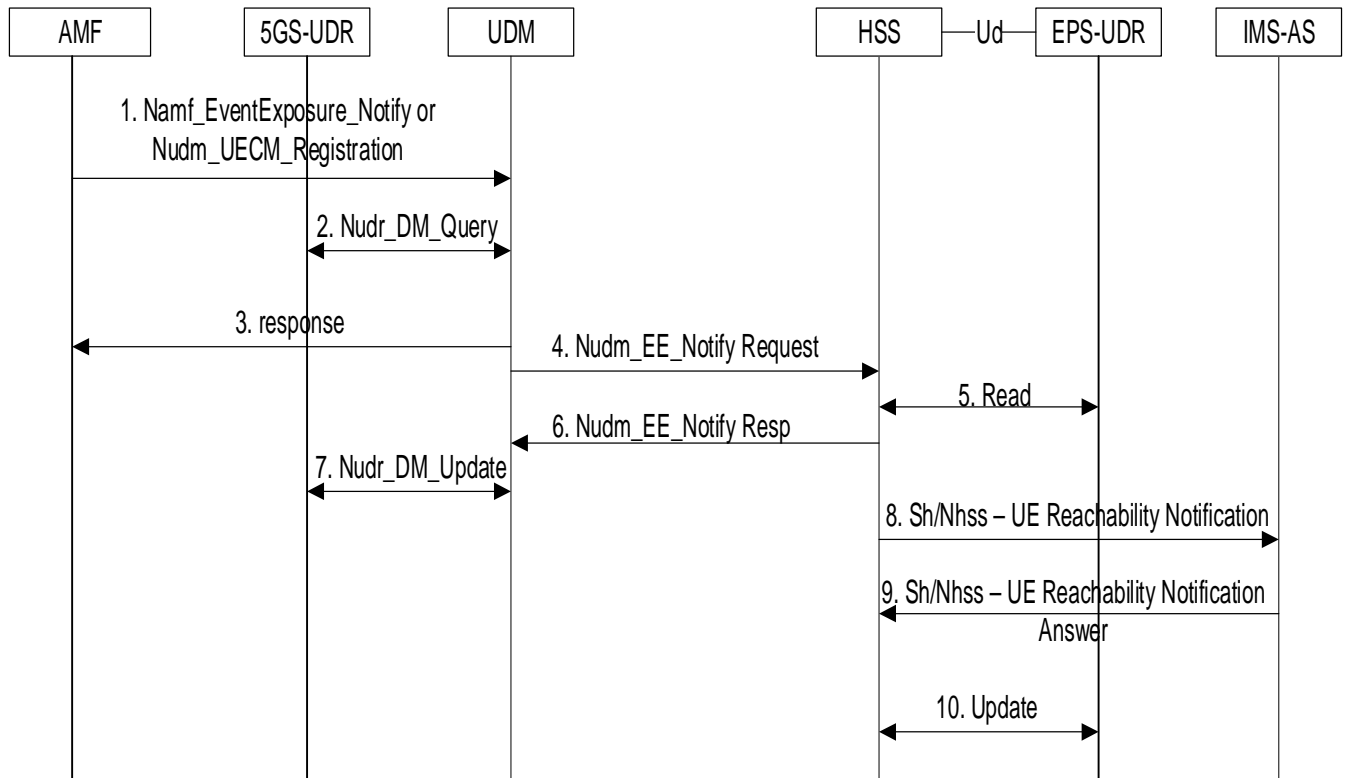 AMF
5GS-UDR
UDM
HSS
Ud
EPS-UDR
IMS-AS
1. Namf_EventExposure_Notify or
Nudm_UECM_Registration
2. Nudr_DM_Query
3. response
4. Nudm_EE_Notify Request
5. Read
6. Nudm_EE_Notify Resp
7. Nudr_DM_Update
8. Sh/Nhss – UE Reachability Notification
9. Sh/Nhss – UE Reachability Notification
Answer
10. Update